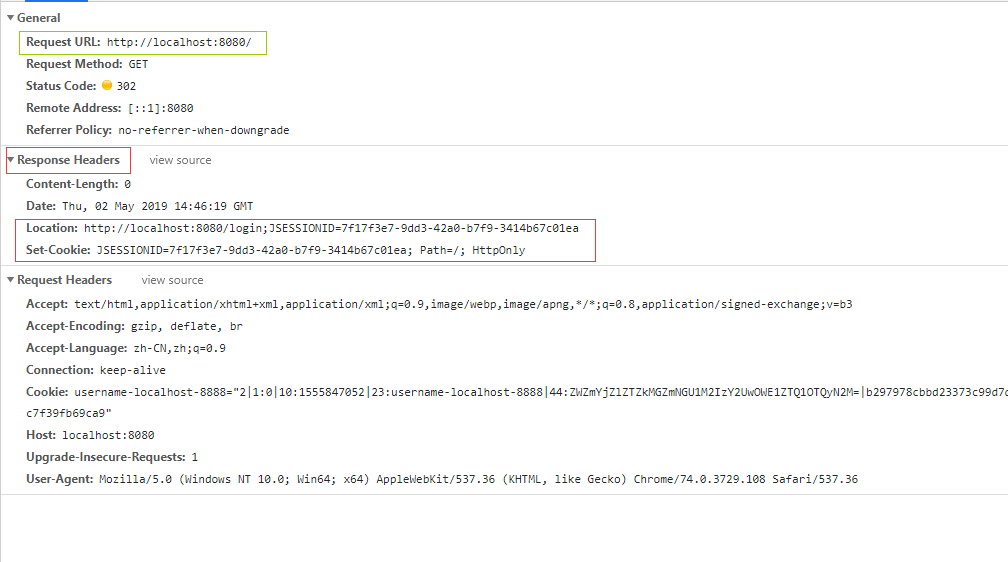 General
Request URL: http://localhost:8080/
Request Method: GET
Status Code: 302
Remote Address: [::1]:8080
Referrer Policy: no-referrer-when-downgrade
Response Headers view source
Content-Length: 0
Date: Thu, 02 May 2019 14:46:19 GMT
Location: http://localhost:8080/login;JSESSIONID=7f17f3e7-9dd3-42a0-b7f9-3414b67c01ea
Set-Cookie: JSESSIONID=7f17f3e7-9dd3-42a0-b7f9-3414b67c01ea; Path=/; HttpOnly
Request Headers view source
Accept: text/html,application/xhtml+xml,application/xml;q=0.9,image/webp,image/apng,*/*;q=0.8,application/signed-exchange;v=b3
Accept-Encoding: gzip, deflate, br
Accept-Language: zh-CN,zh;q=0.9
Connection: keep-alive
Cookie: username-localhost-8888="2|1:0|10:1555847052|23:username-localhost-8888|44:ZWZmYjZlZTZkMGZmNGU1M2IzY2UwOWE1ZTQ1OTQyN2M=|b297978cbbd23373c99d7d
c7f39fb69ca9"
Host: localhost:8080
Upgrade-Insecure-Requests: 1
User-Agent: Mozilla/5.0 (Windows NT 10.0; Win64; x64) AppleWebKit/537.36 (KHTML, like Gecko) Chrome/74.0.3729.108 Safari/537.36